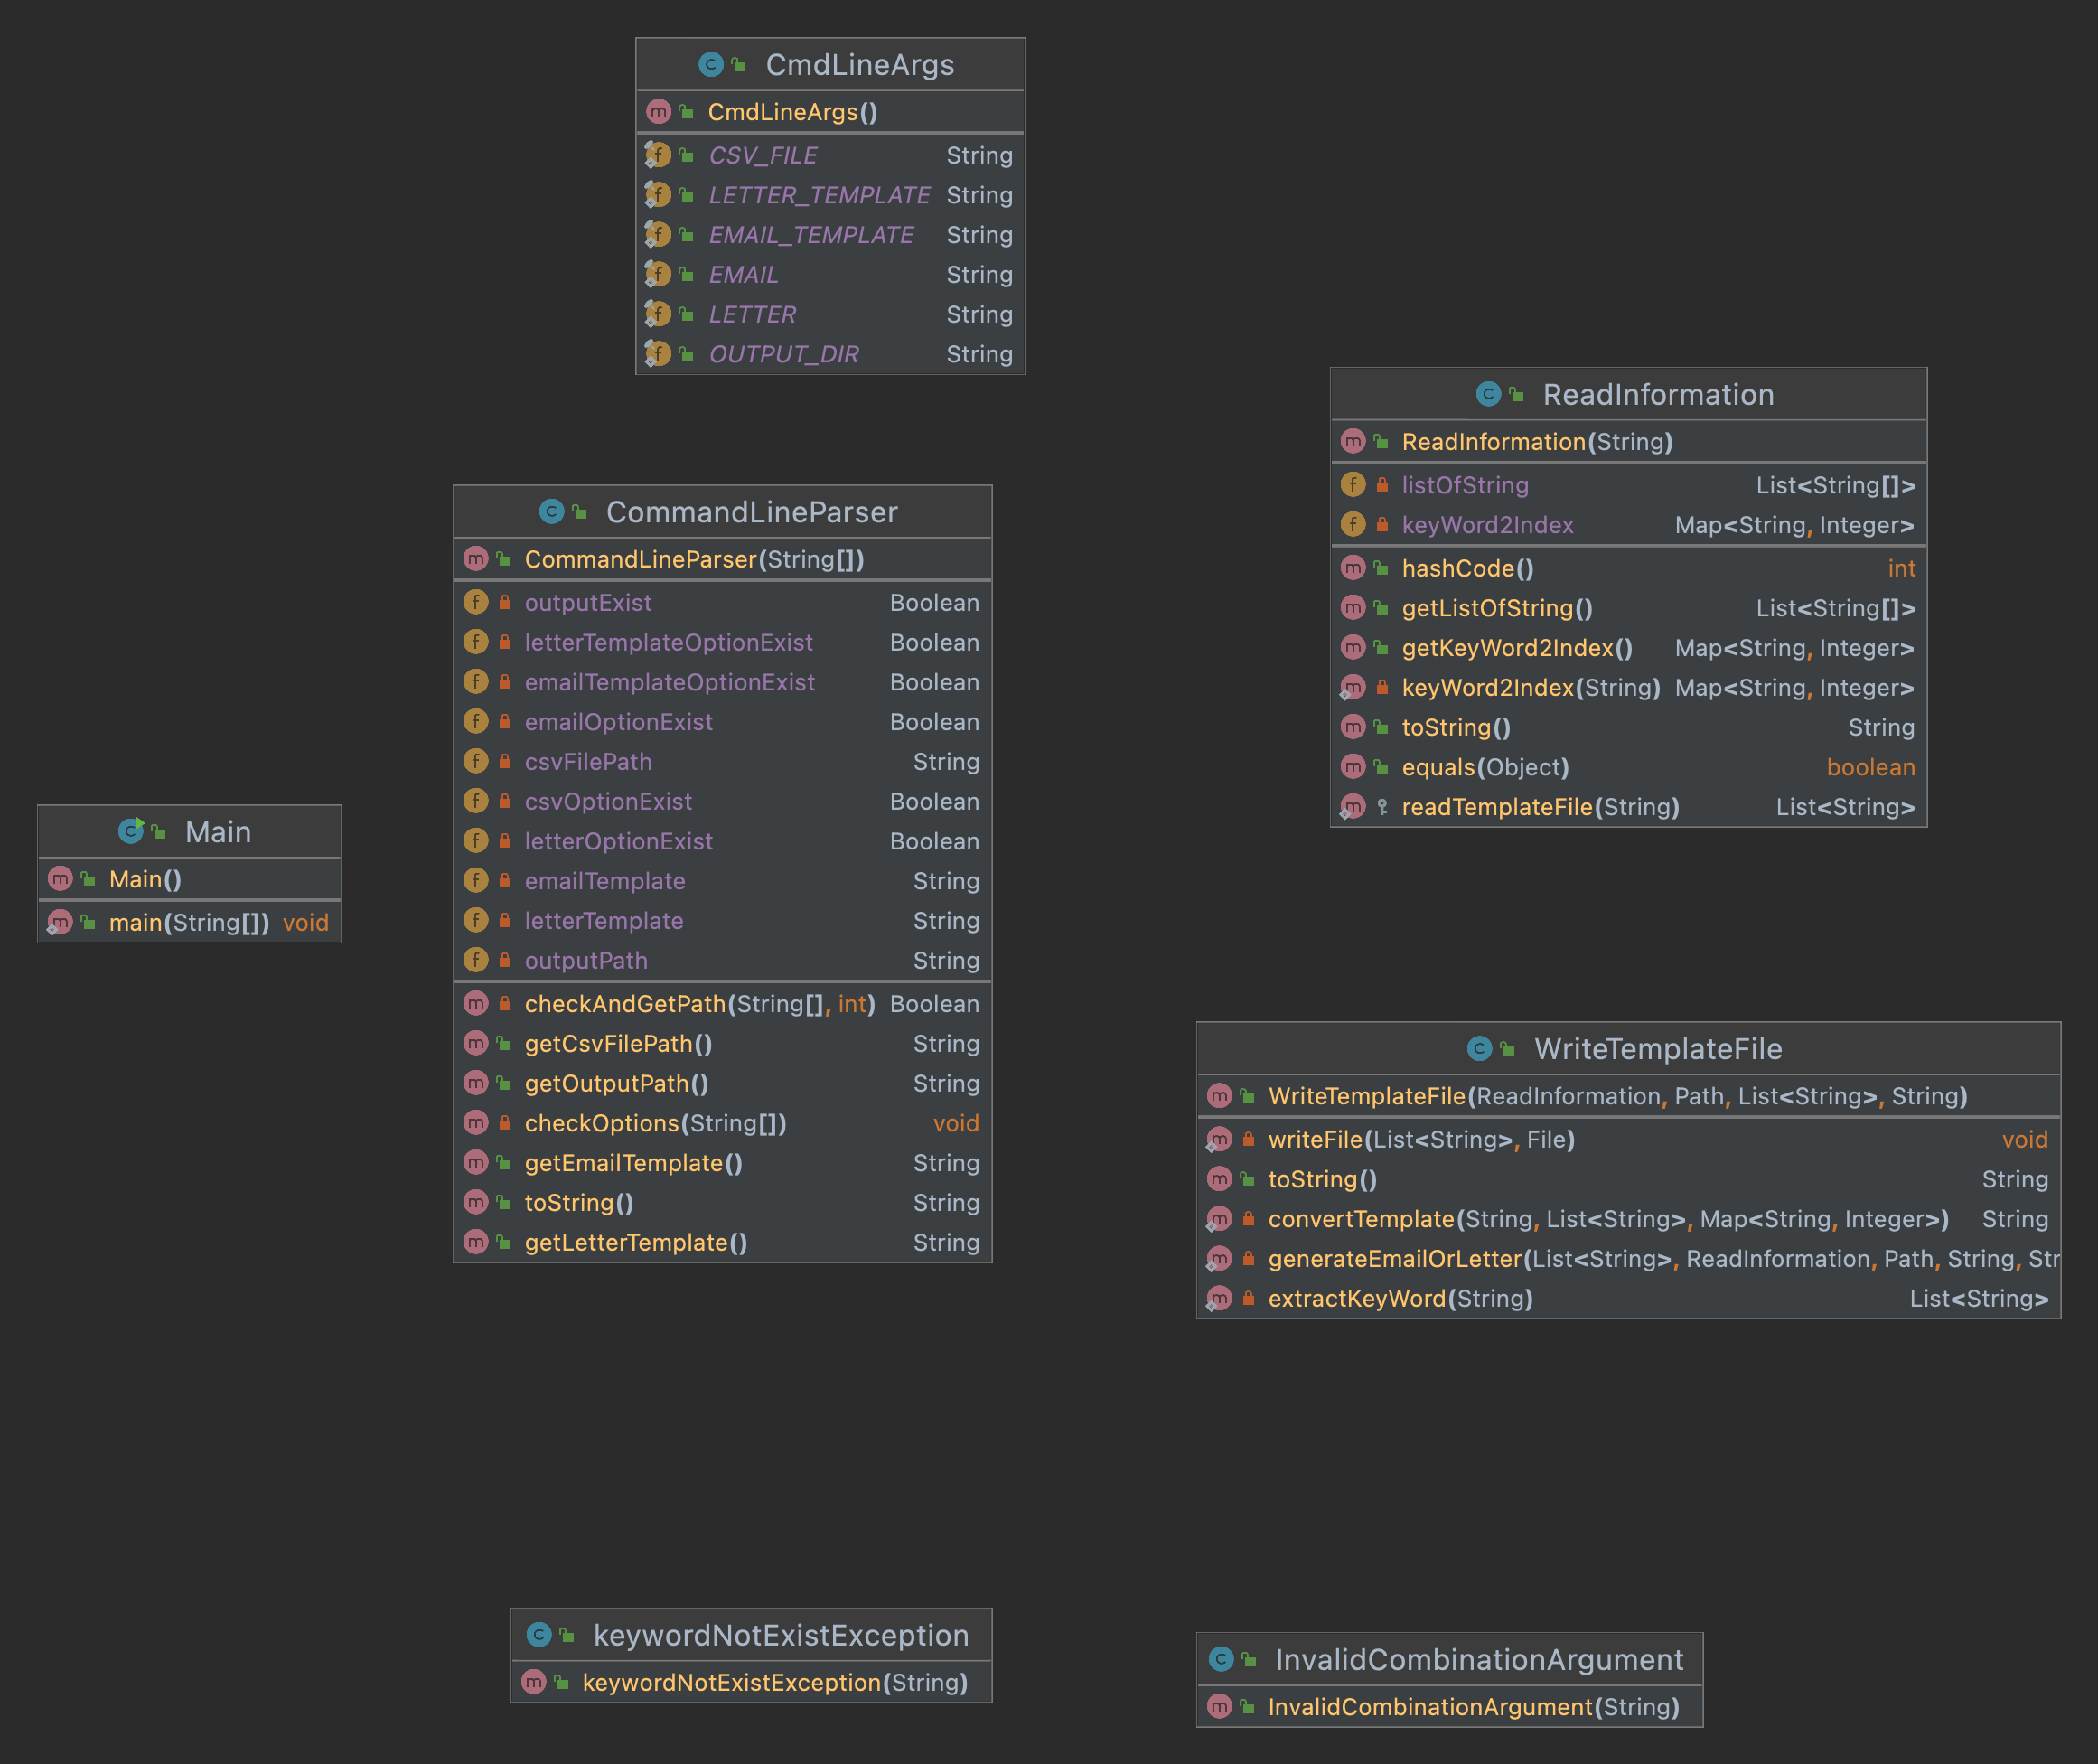 CmdLineArgs
CmdLineArgs()
CSV_FILE String
LETTER_TEMPLATE String
EMAIL_TEMPLATE String
EMAIL String
LETTER String
OUTPUT_DIR String
ReadInformation
ReadInformation(String)
listOfString List<String[]>
keyWord2Index Map<String, Integer>
hashCode() int
getListOfString() List<String[]>
getKeyWord2Index() Map<String, Integer>
keyWord2Index(String) Map<String, Integer>
toString() String
equals(Object) boolean
readTemplateFile(String) List<String>
CommandLineParser
CommandLineParser(String[])
outputExist Boolean
letterTemplateOptionExist Boolean
emailTemplateOptionExist Boolean
emailOptionExist Boolean
csvFilePath String
csvOptionExist Boolean
letterOptionExist Boolean
emailTemplate String
letterTemplate String
outputPath String
checkAndGetPath(String[], int) Boolean
getCsvFilePath() String
getOutputPath() String
checkOptions(String[]) void
getEmailTemplate() String
toString() String
getLetterTemplate() String
Main
Main()
main(String[]) void
WriteTemplateFile
WriteTemplateFile(ReadInformation, Path, List<String>, String)
writeFile(List<String>, File) void
toString() String
convertTemplate(String, List<String>, Map<String, Integer>) String
generateEmailOrLetter(List<String>, ReadInformation, Path, String, Str
extractKeyWord(String) List<String>
keywordNotExistException
keywordNotExistException(String)
InvalidCombinationArgument
InvalidCombinationArgument(String)